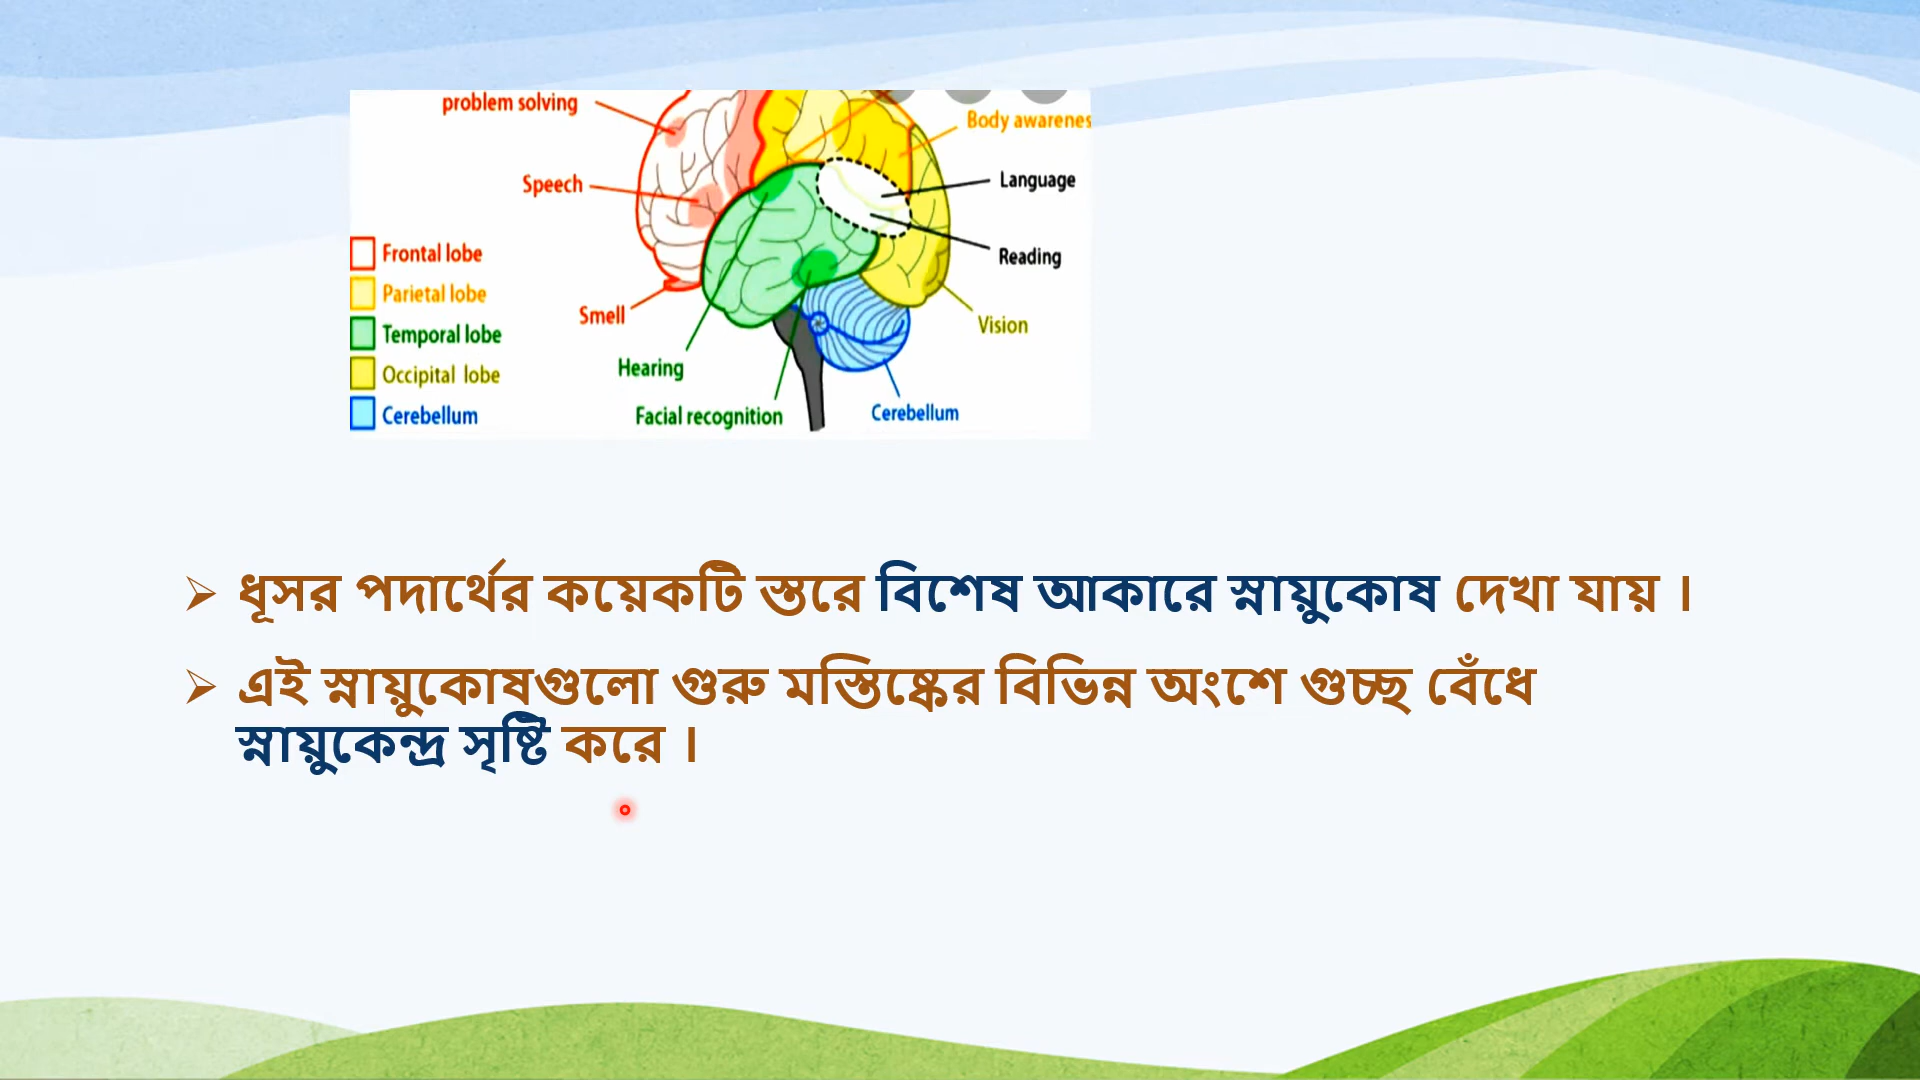 problem solving
Body awarenes
Speech
Language
Reading
Frontal lobe
Parietal lobe
Smell
Vision
Temporal lobe
Hearing
Occipital lobe
Facial recognition
Cerebellum
Cerebellum
➢ ধূসর পদার্থের কয়েকটি স্তরে বিশেষ আকারে স্নায়ুকোষ দেখা যায় ।
➢ এই স্নায়ুকোষগুলো গুরু মস্তিষ্কের বিভিন্ন অংশে গুচ্ছ বেঁধে
স্নায়ুকেন্দ্র সৃষ্টি করে ।